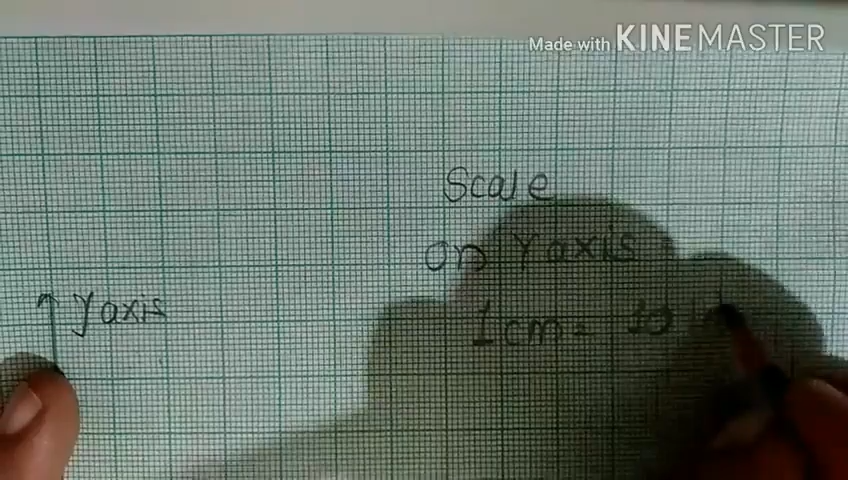 Made with KINEMASTER
Scale
on Y axis
1cm = 10
Y axis